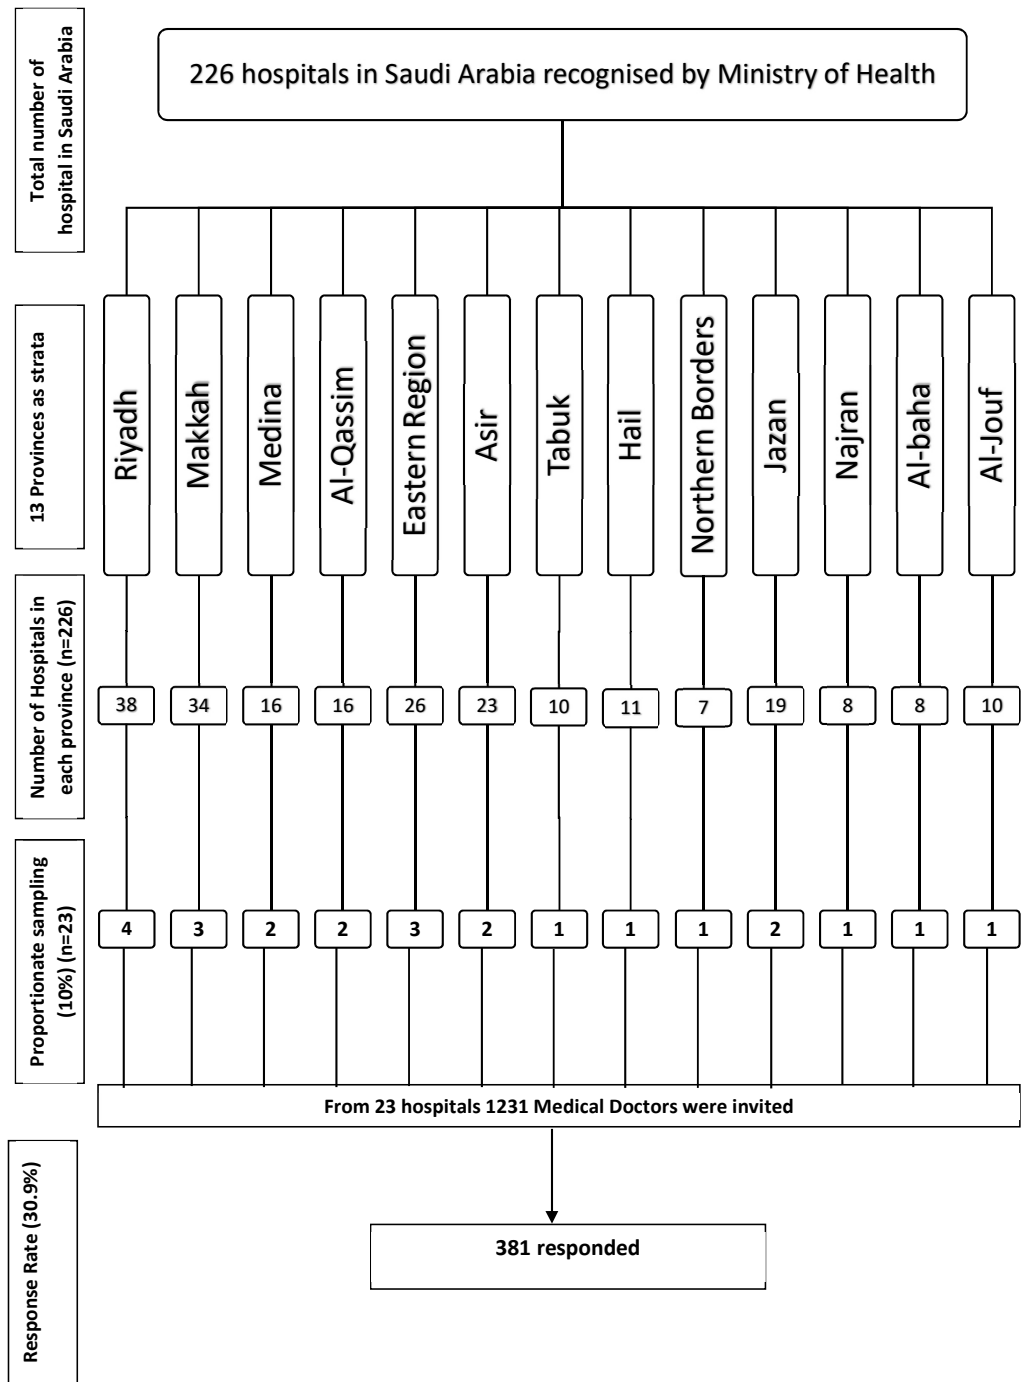 Total number of
hospital in Saudi Arabia
226 hospitals in Saudi Arabia recognised by Ministry of Health
13 Provinces as strata
Riyadh
Makkah
Medina
Al-Qassim
Eastern Region
Asir
Tabuk
Hail
Northern Borders
Jazan
Najran
Al-baha
Al-Jouf
Number of Hospitals in
each province (n=226)
38
34
16
16
26
23
10
11
7
19
8
8
10
Proportionate sampling
(10%) (n=23)
4
3
2
2
3
2
1
1
1
2
1
1
1
From 23 hospitals 1231 Medical Doctors were invited
Response Rate (30.9%)
381 responded